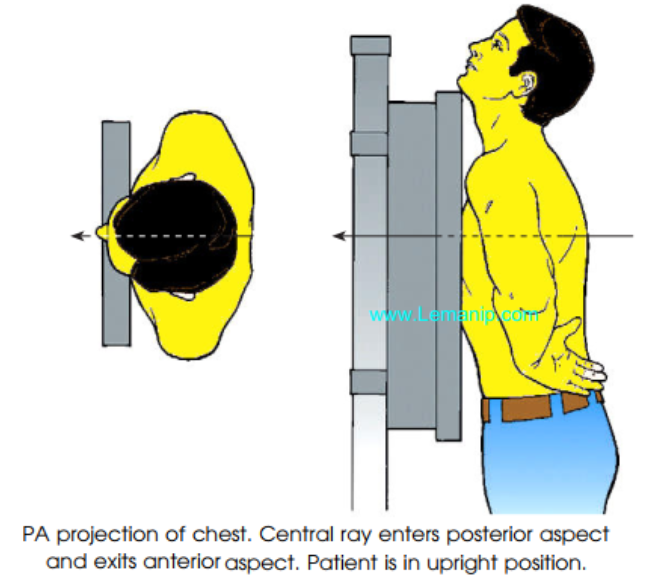 www.Lemanip.com
PA projection of chest. Central ray enters posterior aspect
and exits anterior aspect. Patient is in upright position.